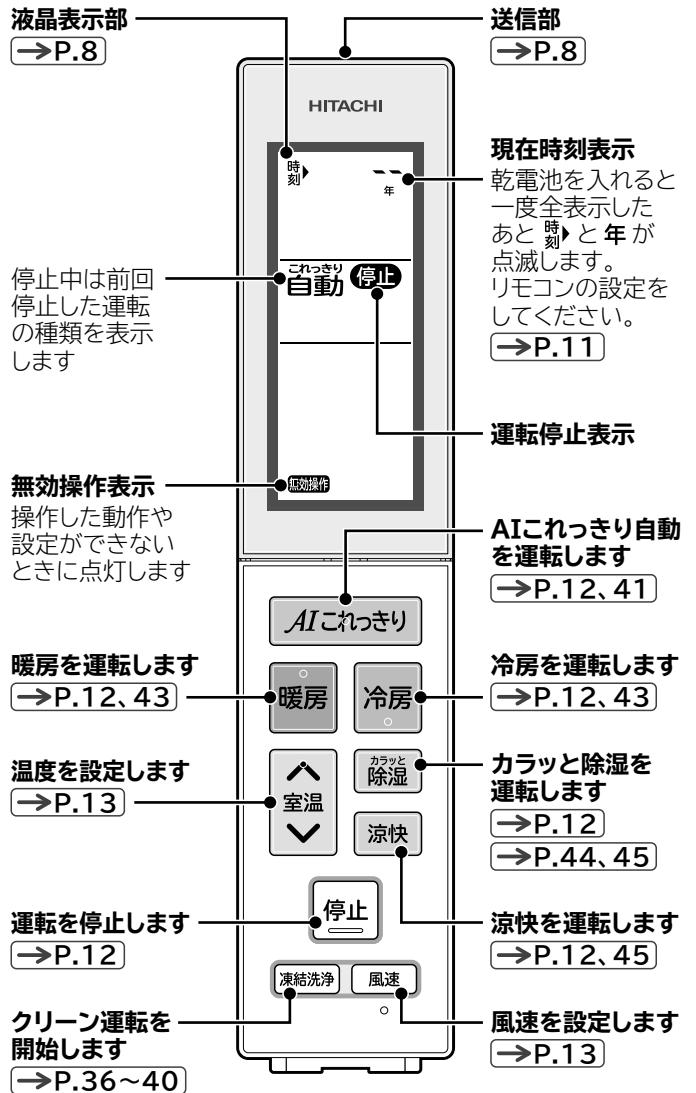 液晶表示部
→P.8
送信部
→P.8
HITACHI
時刻
--
年
現在時刻表示
乾電池を入れると
一度全表示した
あと 時刻 と 年 が
点滅します。
リモコンの設定を
してください。
→P.11
停止中は前回
停止した運転
の種類を表示
します
これっきり
自動 停止
運転停止表示
無効操作表示
操作した動作や
設定ができない
ときに点灯します
無効操作
AIこれっきり自動
を運転します
→P.12、41
AIこれっきり
暖房を運転します
→P.12、43
暖房
冷房
冷房を運転します
→P.12、43
温度を設定します
→P.13
室温
カラッと
除湿
カラッと除湿を
運転します
→P.12
→P.44、45
涼快
運転を停止します
→P.12
停止
涼快を運転します
→P.12、45
凍結洗浄
風速
クリーン運転を
開始します
→P.36～40
風速を設定します
→P.13